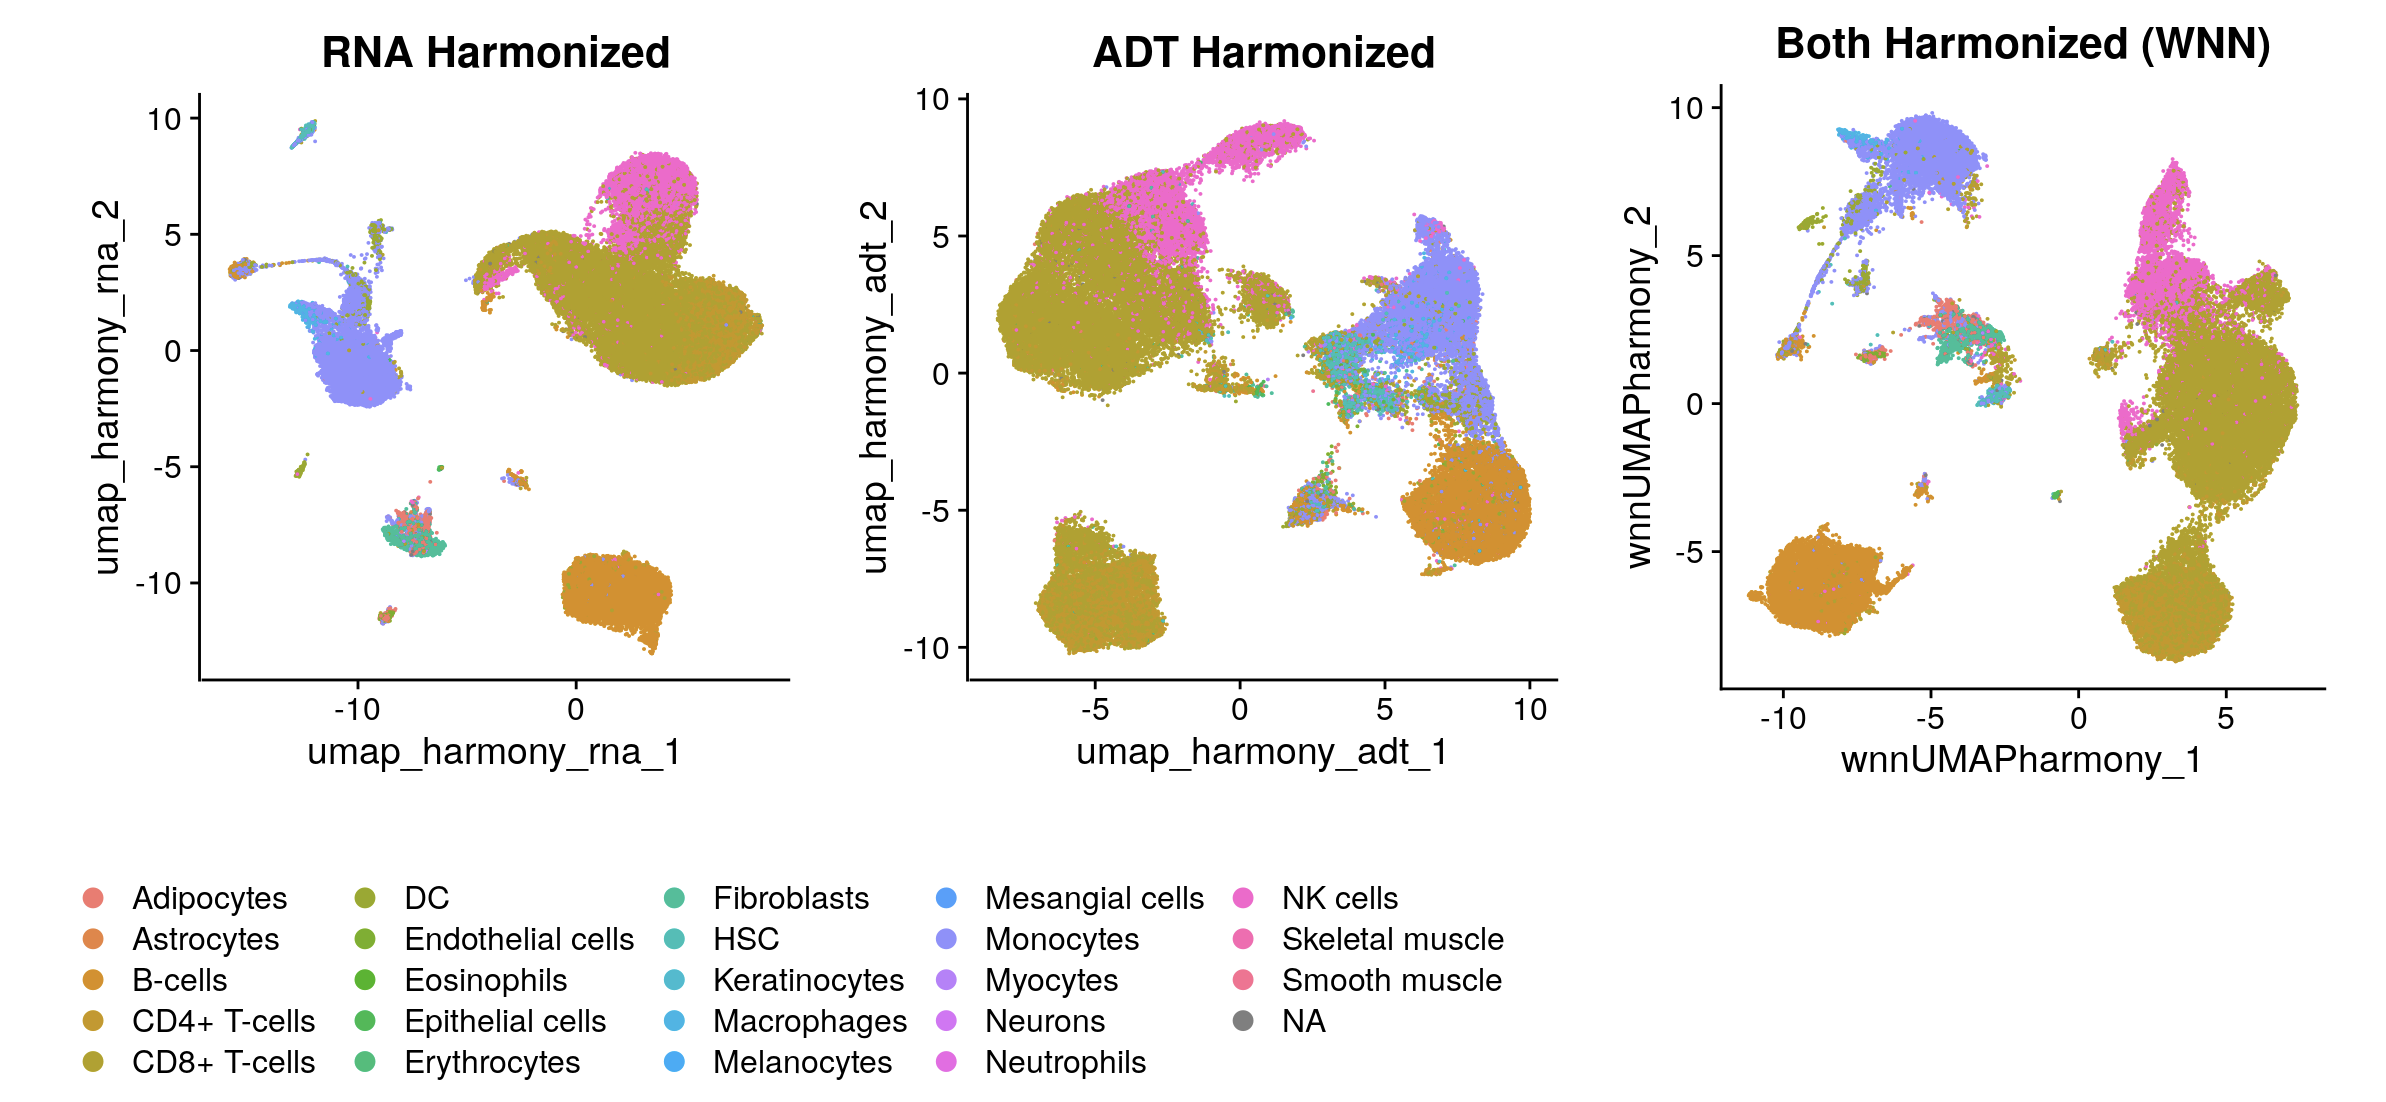 RNA Harmonized
10
5
0
-5
-10
-10
0
umap_harmony_rna_1
umap_harmony_rna_2
ADT Harmonized
10
5
0
-5
-10
-5
0
5
10
umap_harmony_adt_1
umap_harmony_adt_2
Both Harmonized (WNN)
10
5
0
-5
-10
-5
0
5
wnnUMAPharmony_1
wnnUMAPharmony_2
Adipocytes
Astrocytes
B-cells
CD4+ T-cells
CD8+ T-cells
DC
Endothelial cells
Eosinophils
Epithelial cells
Erythrocytes
Fibroblasts
HSC
Keratinocytes
Macrophages
Melanocytes
Mesangial cells
Monocytes
Myocytes
Neurons
Neutrophils
NK cells
Skeletal muscle
Smooth muscle
NA